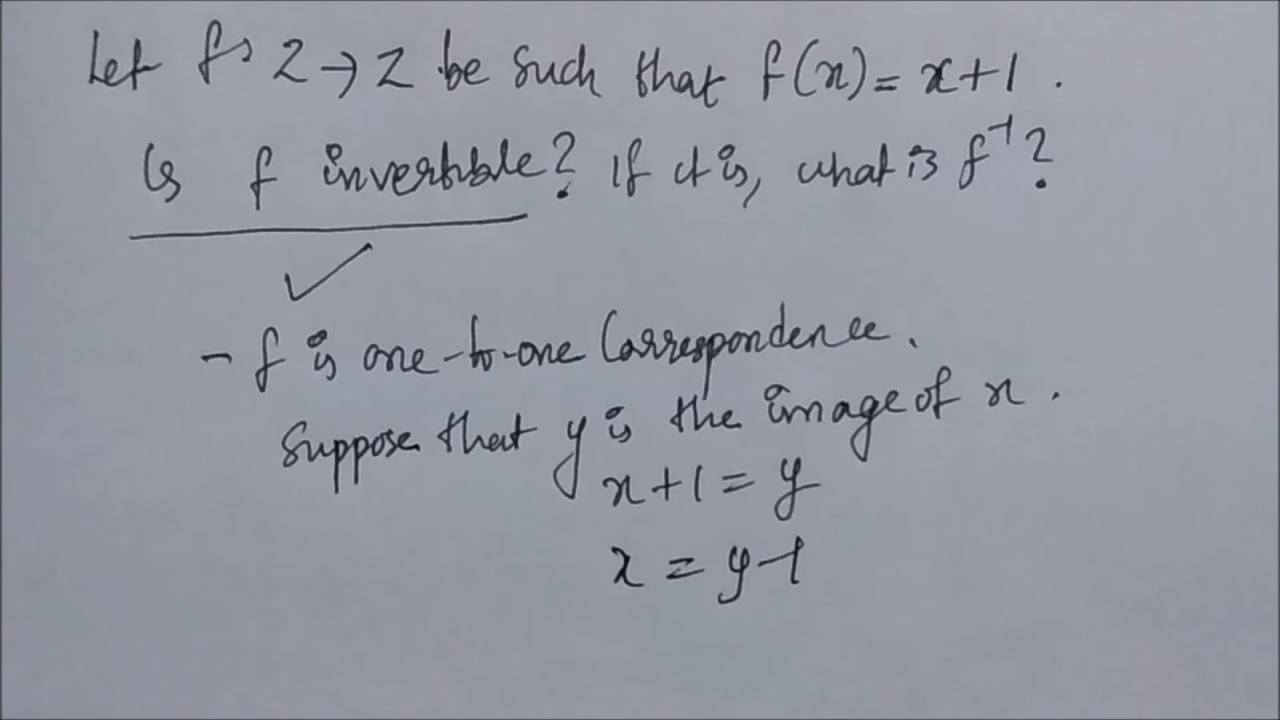 Let f: Z → Z be such that f(x) = x+1 .
Is f invertible? If it is, what is f⁻¹?
- f is one-to-one Correspondence.
Suppose that y is the image of x .
x+1 = y
x = y-1